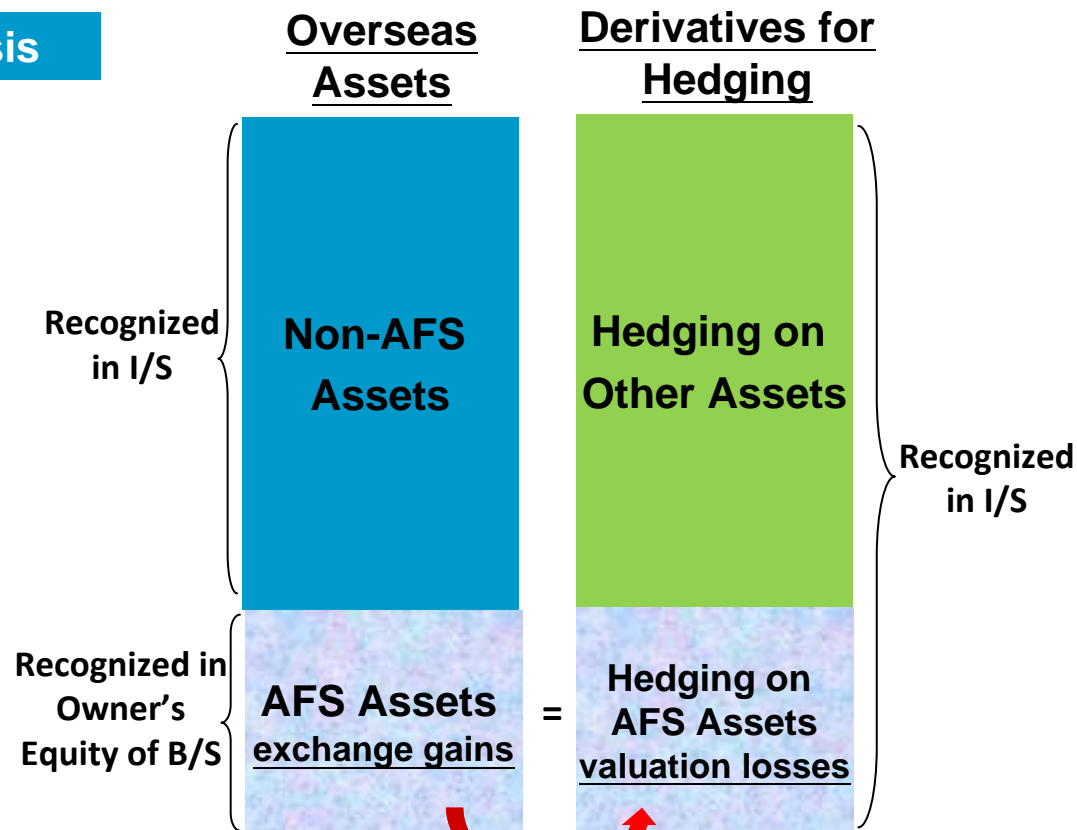 sis
Overseas
Assets
Derivatives for
Hedging
Recognized
in I/S
Non-AFS
Assets
Hedging on
Other Assets
Recognized
in I/S
Recognized in
Owner’s
Equity of B/S
AFS Assets
exchange gains
=
Hedging on
AFS Assets
valuation losses